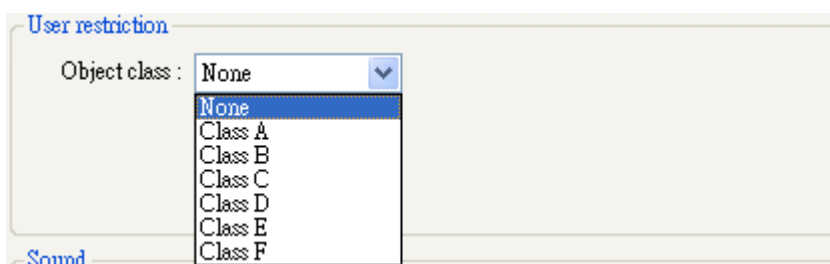 User restriction
Object class : None
None
Class A
Class B
Class C
Class D
Class E
Class F
Sound